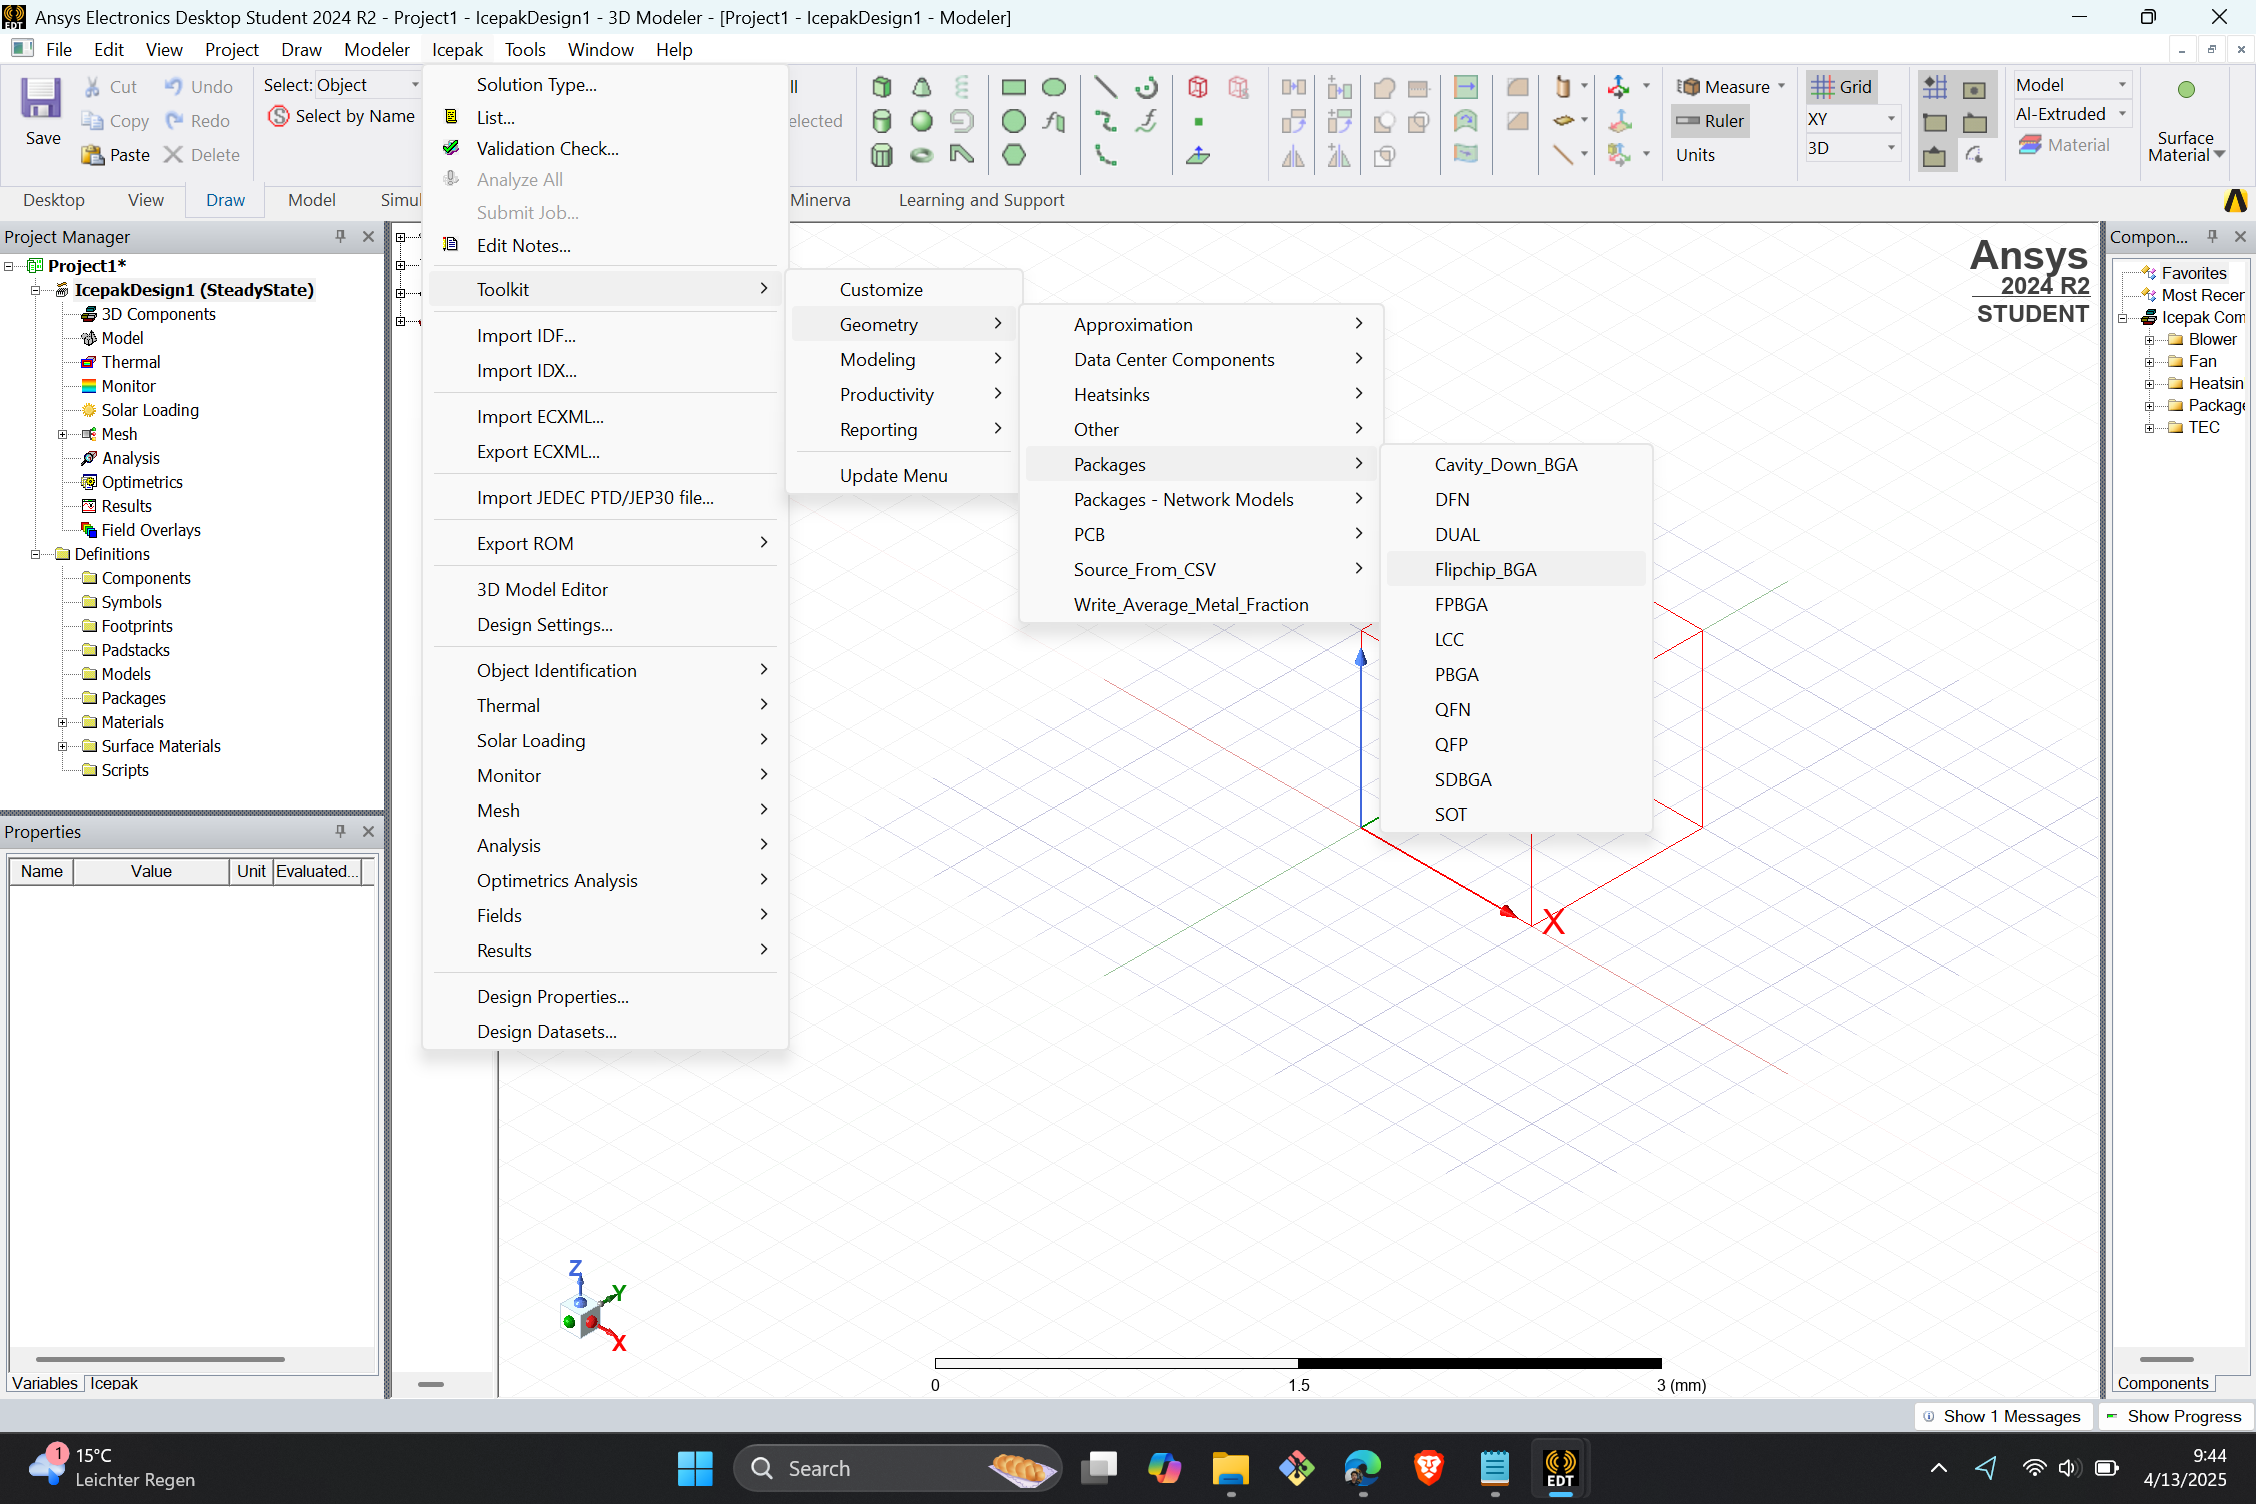 Ansys Electronics Desktop Student 2024 R2 - Project1 - IcepakDesign1 - 3D Modeler - [Project1 - IcepakDesign1 - Modeler]
File Edit View Project Draw Modeler Icepak Tools Window Help
Save
Cut
Copy
Paste
Undo
Redo
Delete
Select: Object
Select by Name
ll
elected
Measure
Ruler
Units
Grid
XY
3D
Model
Al-Extruded
Material
Surface
Material
Desktop View Draw Model Simul Minerva Learning and Support
Project Manager
Project1*
IcepakDesign1 (SteadyState)
3D Components
Model
Thermal
Monitor
Solar Loading
Mesh
Analysis
Optimetrics
Results
Field Overlays
Definitions
Components
Symbols
Footprints
Padstacks
Models
Packages
Materials
Surface Materials
Scripts
Properties
Name Value Unit Evaluated...
Variables Icepak
Solution Type...
List...
Validation Check...
Analyze All
Submit Job...
Edit Notes...
Toolkit
Import IDF...
Import IDX...
Import ECXML...
Export ECXML...
Import JEDEC PTD/JEP30 file...
Export ROM
3D Model Editor
Design Settings...
Object Identification
Thermal
Solar Loading
Monitor
Mesh
Analysis
Optimetrics Analysis
Fields
Results
Design Properties...
Design Datasets...
Customize
Geometry
Modeling
Productivity
Reporting
Update Menu
Approximation
Data Center Components
Heatsinks
Other
Packages
Packages - Network Models
PCB
Source_From_CSV
Write_Average_Metal_Fraction
Cavity_Down_BGA
DFN
DUAL
Flipchip_BGA
FPBGA
LCC
PBGA
QFN
QFP
SDBGA
SOT
Ansys
2024 R2
STUDENT
X
Z
Y
X
0 1.5 3 (mm)
Compon...
Favorites
Most Recen
Icepak Com
Blower
Fan
Heatsin
Package
TEC
Components
Show 1 Messages Show Progress
1
15°C
Leichter Regen
Search
EDT
9:44
4/13/2025